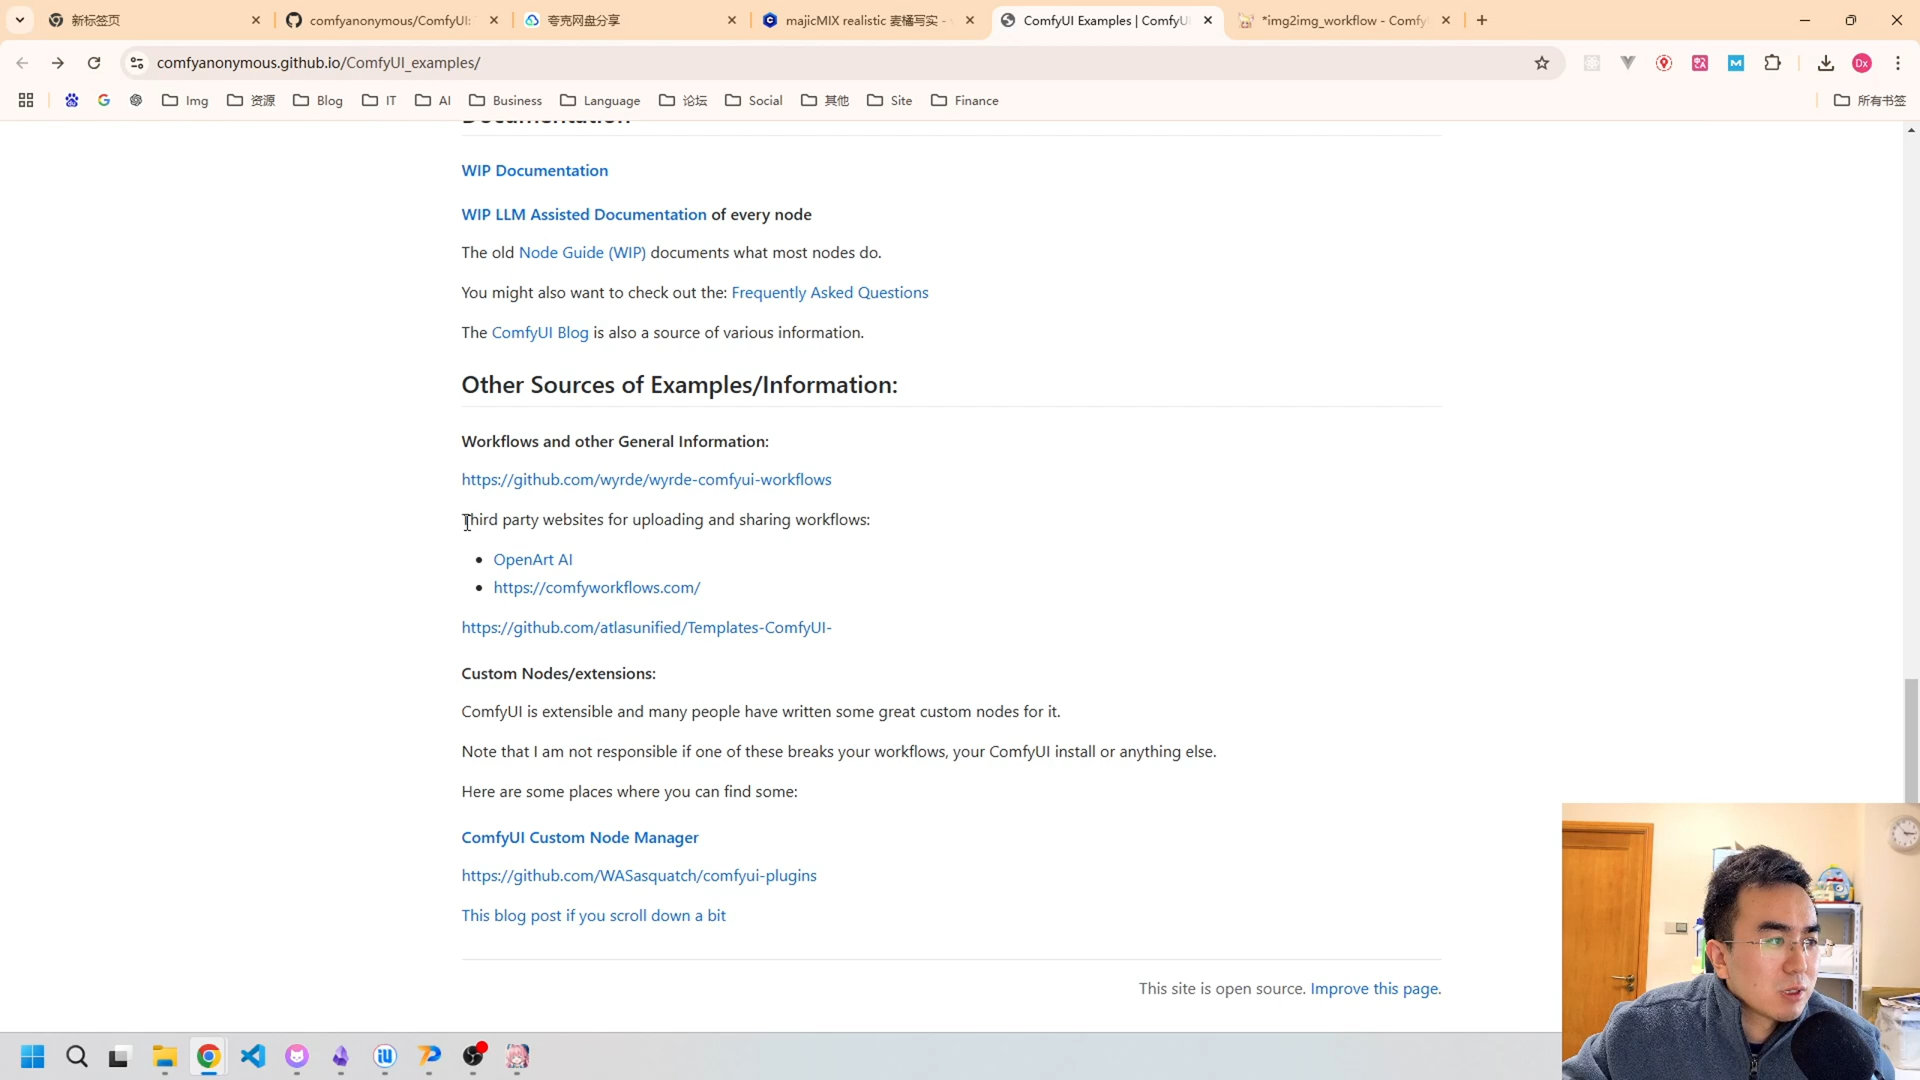 新标签页
comfyanonymous/ComfyUI:
夸克网盘分享
majicMIX realistic 麦橘写实 -
ComfyUI Examples | ComfyUI
*img2img_workflow - Comfy
comfyanonymous.github.io/ComfyUI_examples/
Dx
Img
资源
Blog
IT
AI
Business
Language
论坛
Social
其他
Site
Finance
所有书签
Documentation
WIP Documentation
WIP LLM Assisted Documentation of every node
The old Node Guide (WIP) documents what most nodes do.
You might also want to check out the: Frequently Asked Questions
The ComfyUI Blog is also a source of various information.
Other Sources of Examples/Information:
Workflows and other General Information:
https://github.com/wyrde/wyrde-comfyui-workflows
Third party websites for uploading and sharing workflows:
• OpenArt AI
• https://comfyworkflows.com/
https://github.com/atlasunified/Templates-ComfyUI-
Custom Nodes/extensions:
ComfyUI is extensible and many people have written some great custom nodes for it.
Note that I am not responsible if one of these breaks your workflows, your ComfyUI install or anything else.
Here are some places where you can find some:
ComfyUI Custom Node Manager
https://github.com/WASasquatch/comfyui-plugins
This blog post if you scroll down a bit
This site is open source. Improve this page.